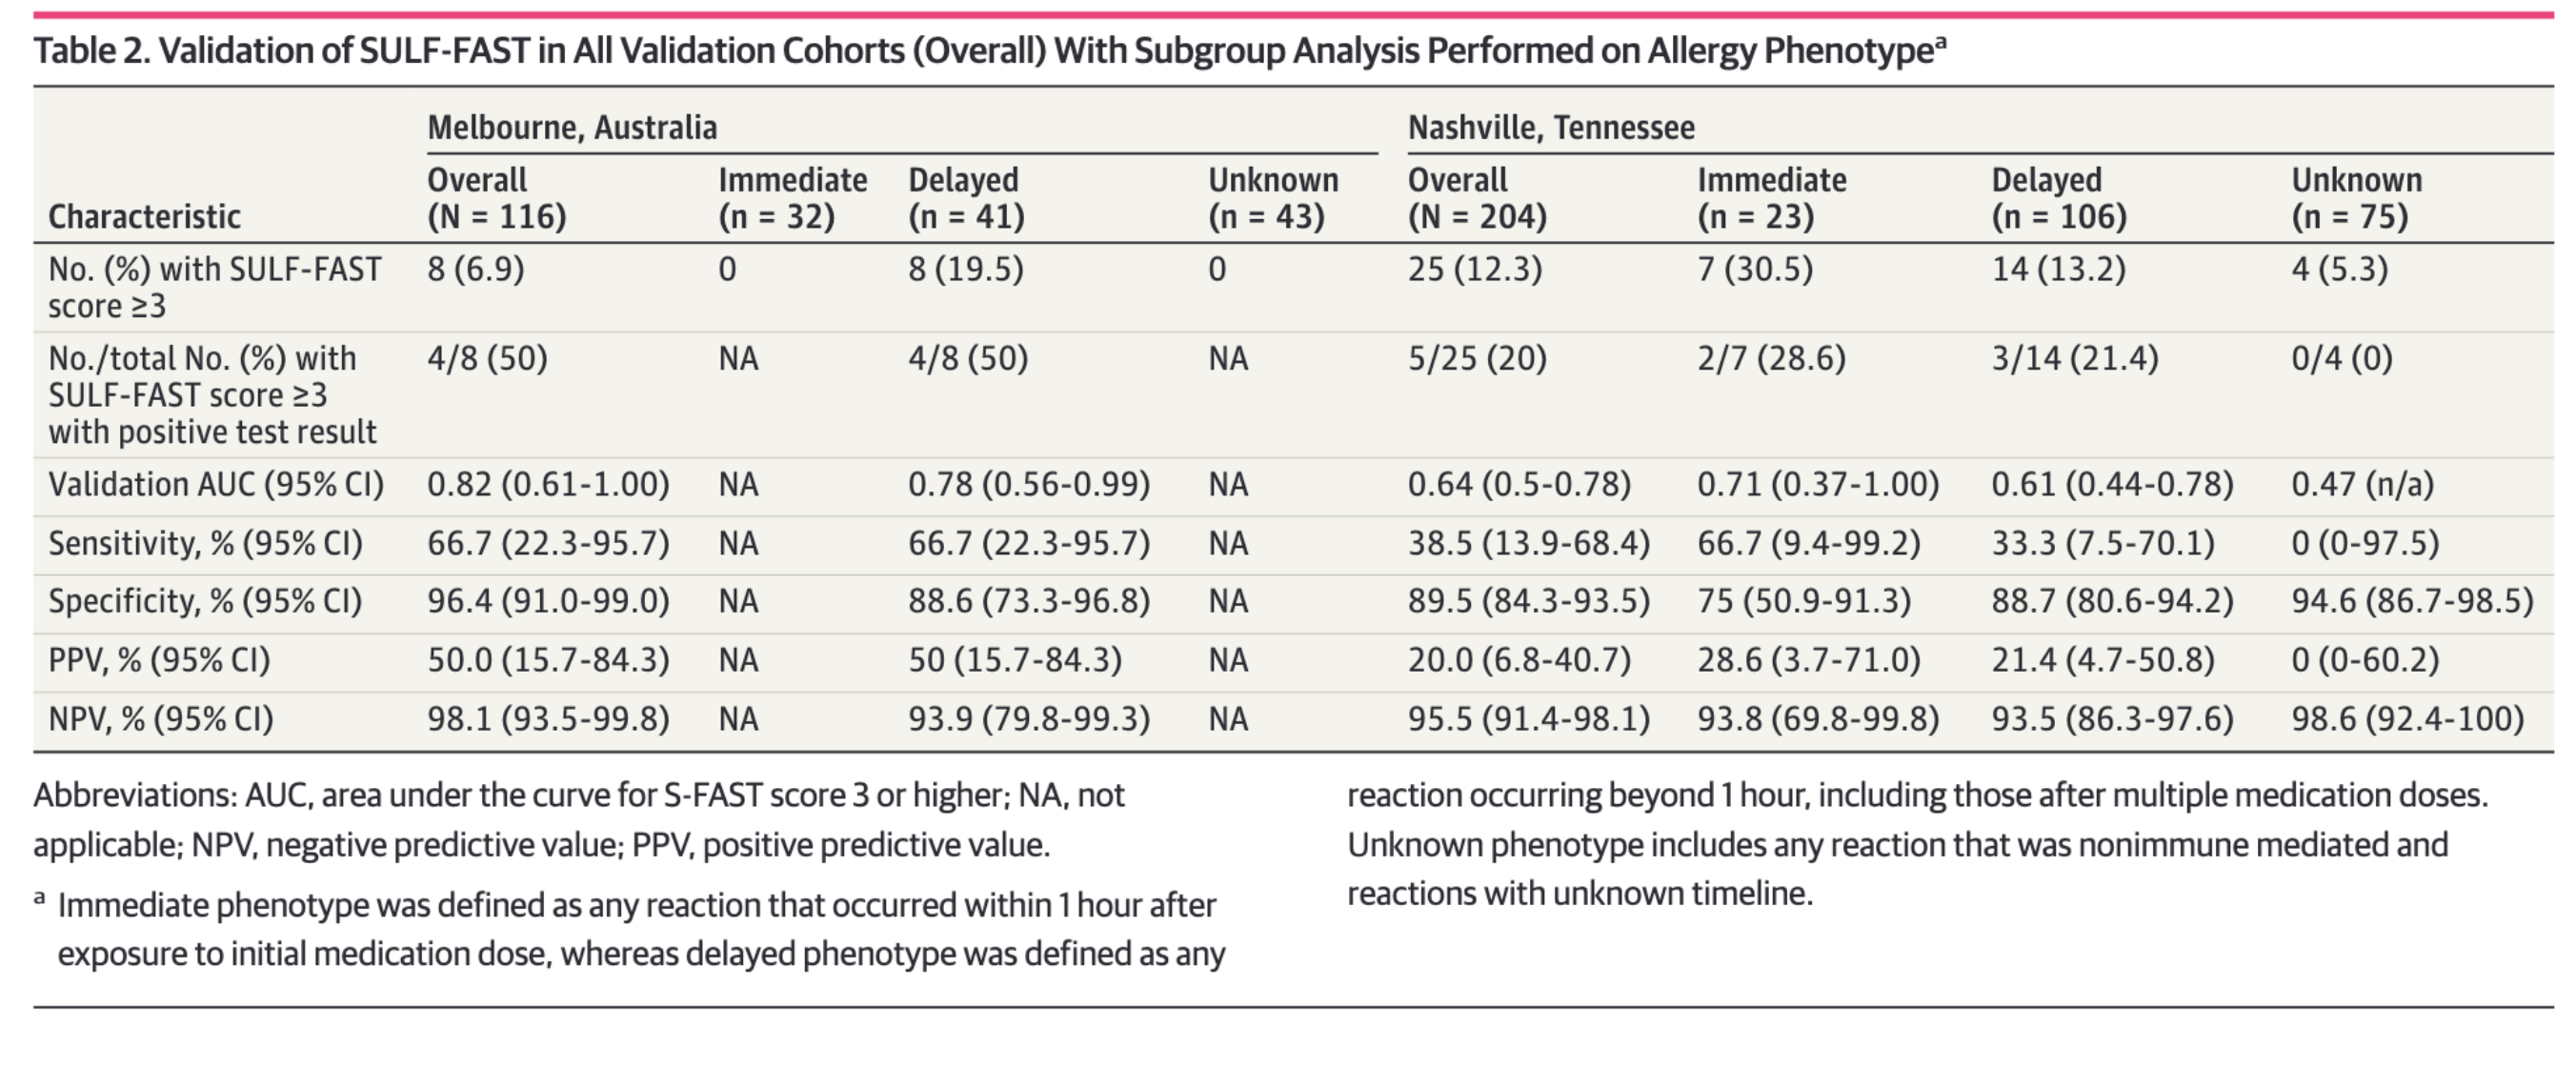 Table 2. Validation of SULF-FAST in All Validation Cohorts (Overall) With Subgroup Analysis Performed on Allergy Phenotypea
Melbourne, Australia Nashville, Tennessee
Characteristic Overall (N = 116) Immediate (n = 32) Delayed (n = 41) Unknown (n = 43) Overall (N = 204) Immediate (n = 23) Delayed (n = 106) Unknown (n = 75)
No. (%) with SULF-FAST score ≥3 8 (6.9) 0 8 (19.5) 0 25 (12.3) 7 (30.5) 14 (13.2) 4 (5.3)
No./total No. (%) with SULF-FAST score ≥3 with positive test result 4/8 (50) NA 4/8 (50) NA 5/25 (20) 2/7 (28.6) 3/14 (21.4) 0/4 (0)
Validation AUC (95% CI) 0.82 (0.61-1.00) NA 0.78 (0.56-0.99) NA 0.64 (0.5-0.78) 0.71 (0.37-1.00) 0.61 (0.44-0.78) 0.47 (n/a)
Sensitivity, % (95% CI) 66.7 (22.3-95.7) NA 66.7 (22.3-95.7) NA 38.5 (13.9-68.4) 66.7 (9.4-99.2) 33.3 (7.5-70.1) 0 (0-97.5)
Specificity, % (95% CI) 96.4 (91.0-99.0) NA 88.6 (73.3-96.8) NA 89.5 (84.3-93.5) 75 (50.9-91.3) 88.7 (80.6-94.2) 94.6 (86.7-98.5)
PPV, % (95% CI) 50.0 (15.7-84.3) NA 50 (15.7-84.3) NA 20.0 (6.8-40.7) 28.6 (3.7-71.0) 21.4 (4.7-50.8) 0 (0-60.2)
NPV, % (95% CI) 98.1 (93.5-99.8) NA 93.9 (79.8-99.3) NA 95.5 (91.4-98.1) 93.8 (69.8-99.8) 93.5 (86.3-97.6) 98.6 (92.4-100)
Abbreviations: AUC, area under the curve for S-FAST score 3 or higher; NA, not
applicable; NPV, negative predictive value; PPV, positive predictive value.
a Immediate phenotype was defined as any reaction that occurred within 1 hour after
exposure to initial medication dose, whereas delayed phenotype was defined as any
reaction occurring beyond 1 hour, including those after multiple medication doses.
Unknown phenotype includes any reaction that was nonimmune mediated and
reactions with unknown timeline.